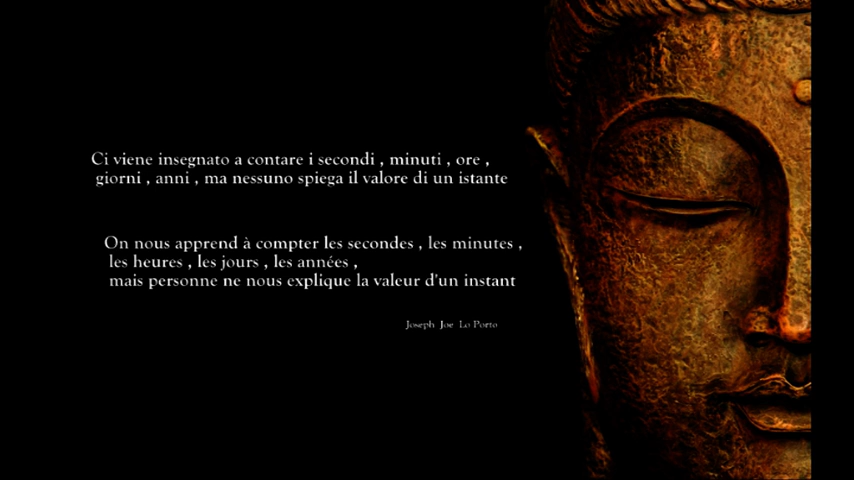 Ci viene insegnato a contare i secondi , minuti , ore ,
giorni , anni , ma nessuno spiega il valore di un istante
On nous apprend à compter les secondes , les minutes ,
les heures , les jours , les années ,
mais personne ne nous explique la valeur d'un instant
Joseph Joe Lo Porto